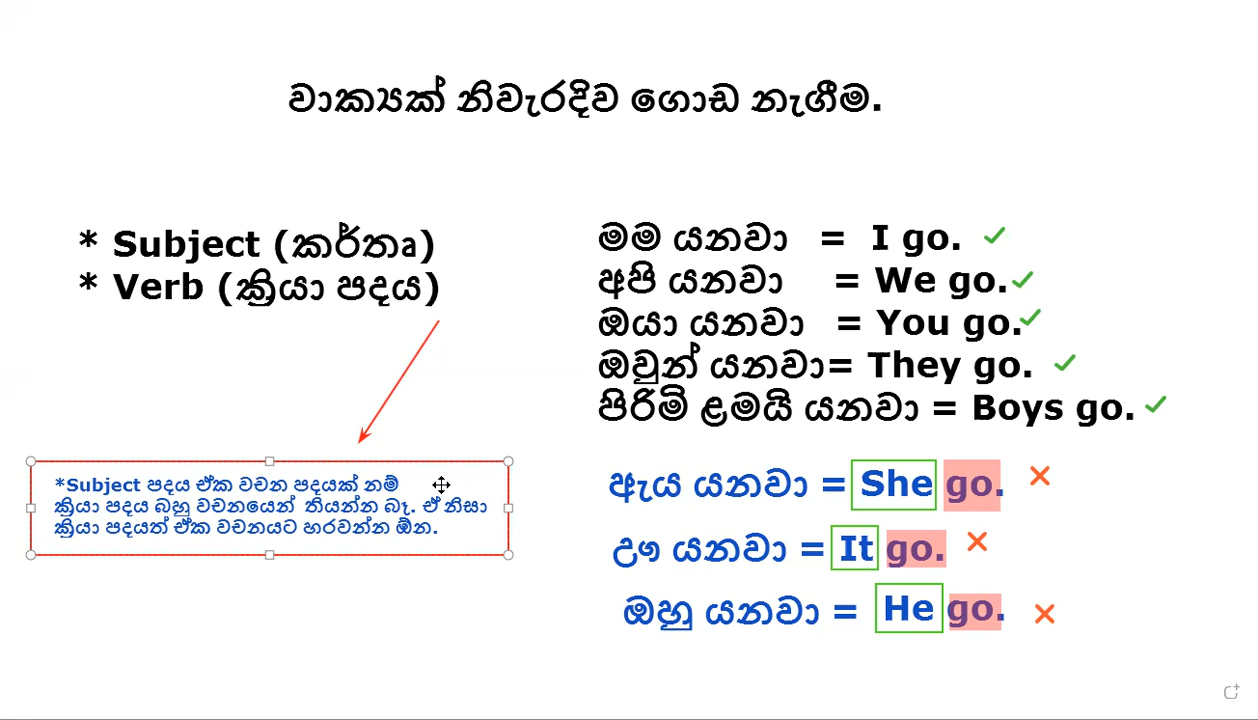 වාක්‍යයක් නිවැරදිව ගොඩ නැගීම.
* Subject (කර්තෘ)
* Verb (ක්‍රියා පදය)
*Subject පදය ඒක වචන පදයක් නම්
ක්‍රියා පදය බහු වචනයෙන් තියන්න බෑ. ඒ නිසා
ක්‍රියා පදයත් ඒක වචනයට හරවන්න ඕන.
මම යනවා = I go.
අපි යනවා = We go.
ඔයා යනවා = You go.
ඔවුන් යනවා= They go.
පිරිමි ළමයි යනවා = Boys go.
ඇය යනවා = She go.
ඌ යනවා = It go.
ඔහු යනවා = He go.